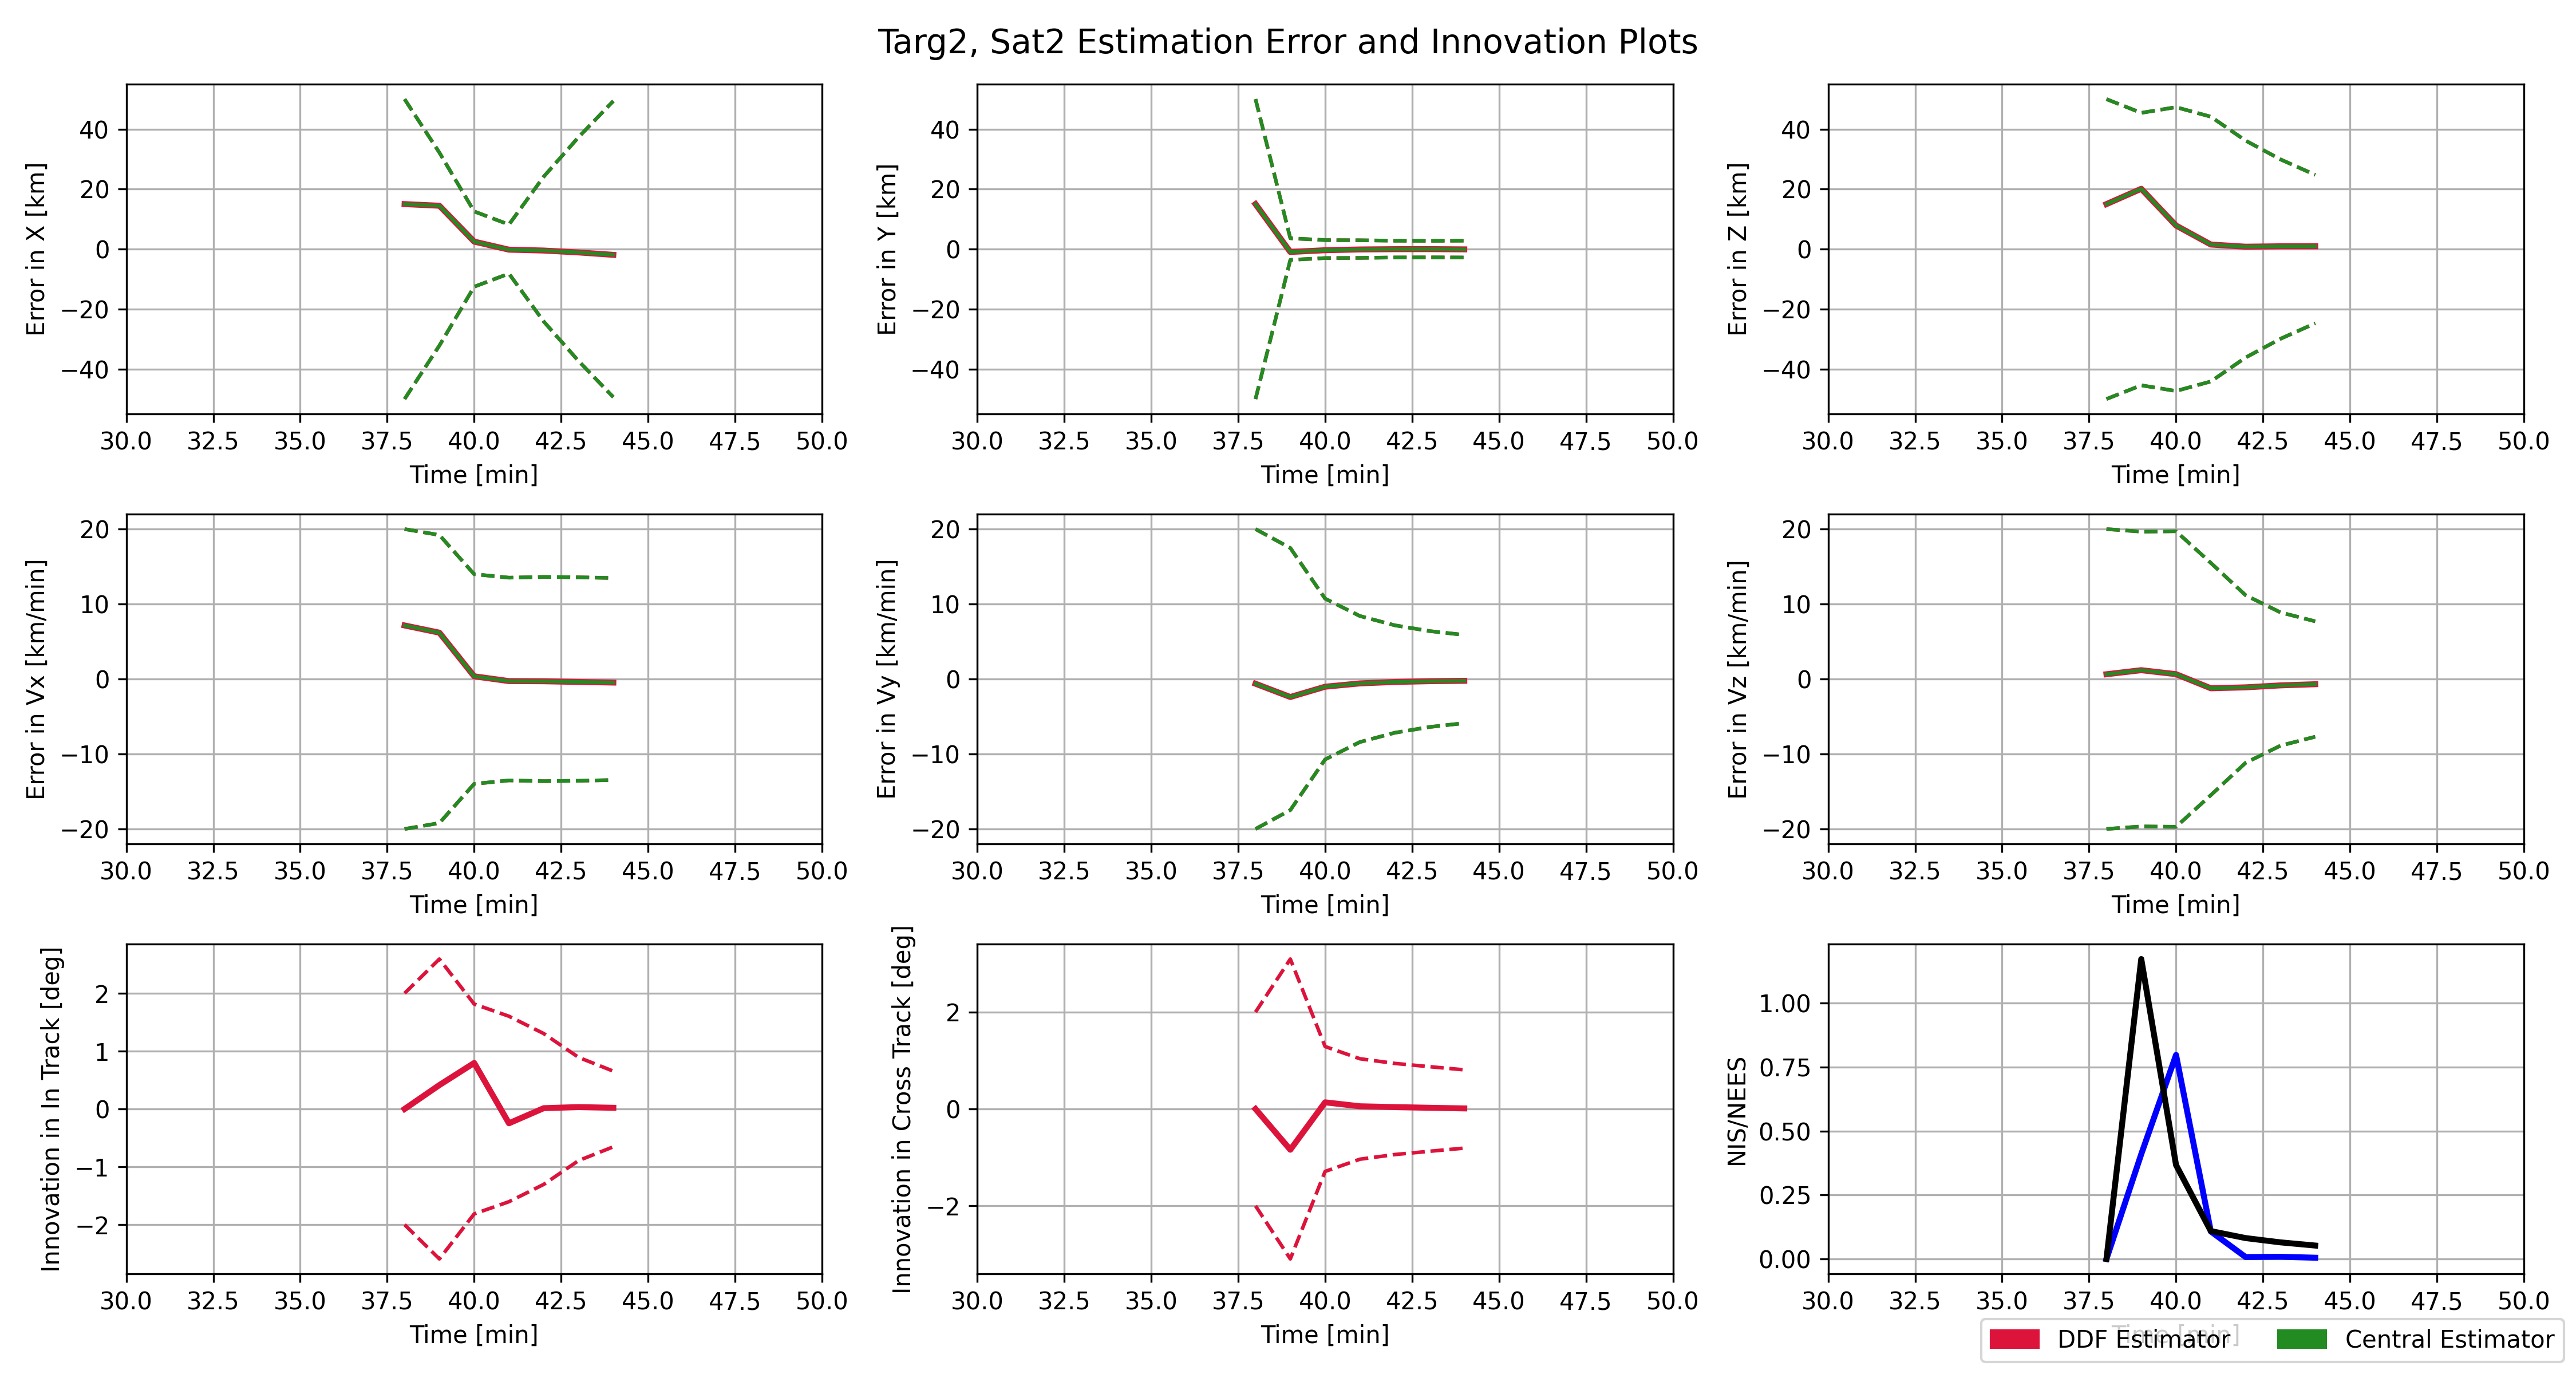 Targ2, Sat2 Estimation Error and Innovation Plots
Error in X [km]
40
20
0
−20
−40
30.0 32.5 35.0 37.5 40.0 42.5 45.0 47.5 50.0
Time [min]
Error in Y [km]
40
20
0
−20
−40
30.0 32.5 35.0 37.5 40.0 42.5 45.0 47.5 50.0
Time [min]
Error in Z [km]
40
20
0
−20
−40
30.0 32.5 35.0 37.5 40.0 42.5 45.0 47.5 50.0
Time [min]
Error in Vx [km/min]
20
10
0
−10
−20
30.0 32.5 35.0 37.5 40.0 42.5 45.0 47.5 50.0
Time [min]
Error in Vy [km/min]
20
10
0
−10
−20
30.0 32.5 35.0 37.5 40.0 42.5 45.0 47.5 50.0
Time [min]
Error in Vz [km/min]
20
10
0
−10
−20
30.0 32.5 35.0 37.5 40.0 42.5 45.0 47.5 50.0
Time [min]
Innovation in In Track [deg]
2
1
0
−1
−2
30.0 32.5 35.0 37.5 40.0 42.5 45.0 47.5 50.0
Time [min]
Innovation in Cross Track [deg]
2
0
−2
30.0 32.5 35.0 37.5 40.0 42.5 45.0 47.5 50.0
Time [min]
NIS/NEES
1.00
0.75
0.50
0.25
0.00
30.0 32.5 35.0 37.5 40.0 42.5 45.0 47.5 50.0
Time [min]
DDF Estimator
Central Estimator